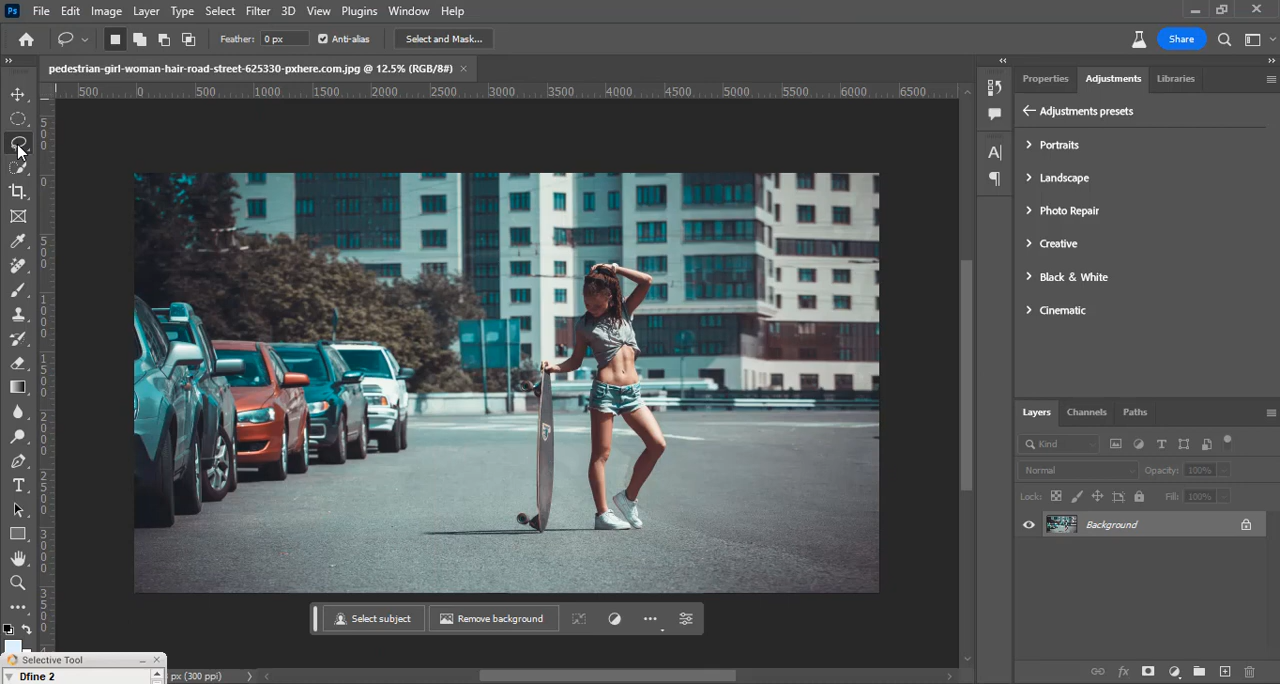 Ps File Edit Image Layer Type Select Filter 3D View Plugins Window Help
Feather: 0 px Anti-alias Select and Mask... Share
pedestrian-girl-woman-hair-road-street-625330-pxhere.com.jpg @ 12.5% (RGB/8#) ×
500 0 500 1000 1500 2000 2500 3000 3500 4000 4500 5000 5500 6000 6500
Properties Adjustments Libraries
Adjustments presets
Portraits
Landscape
Photo Repair
Creative
Black & White
Cinematic
Layers Channels Paths
Kind
Normal Opacity: 100%
Lock: Fill: 100%
Background
Select subject Remove background
Selective Tool
Dfine 2
px (300 ppi)